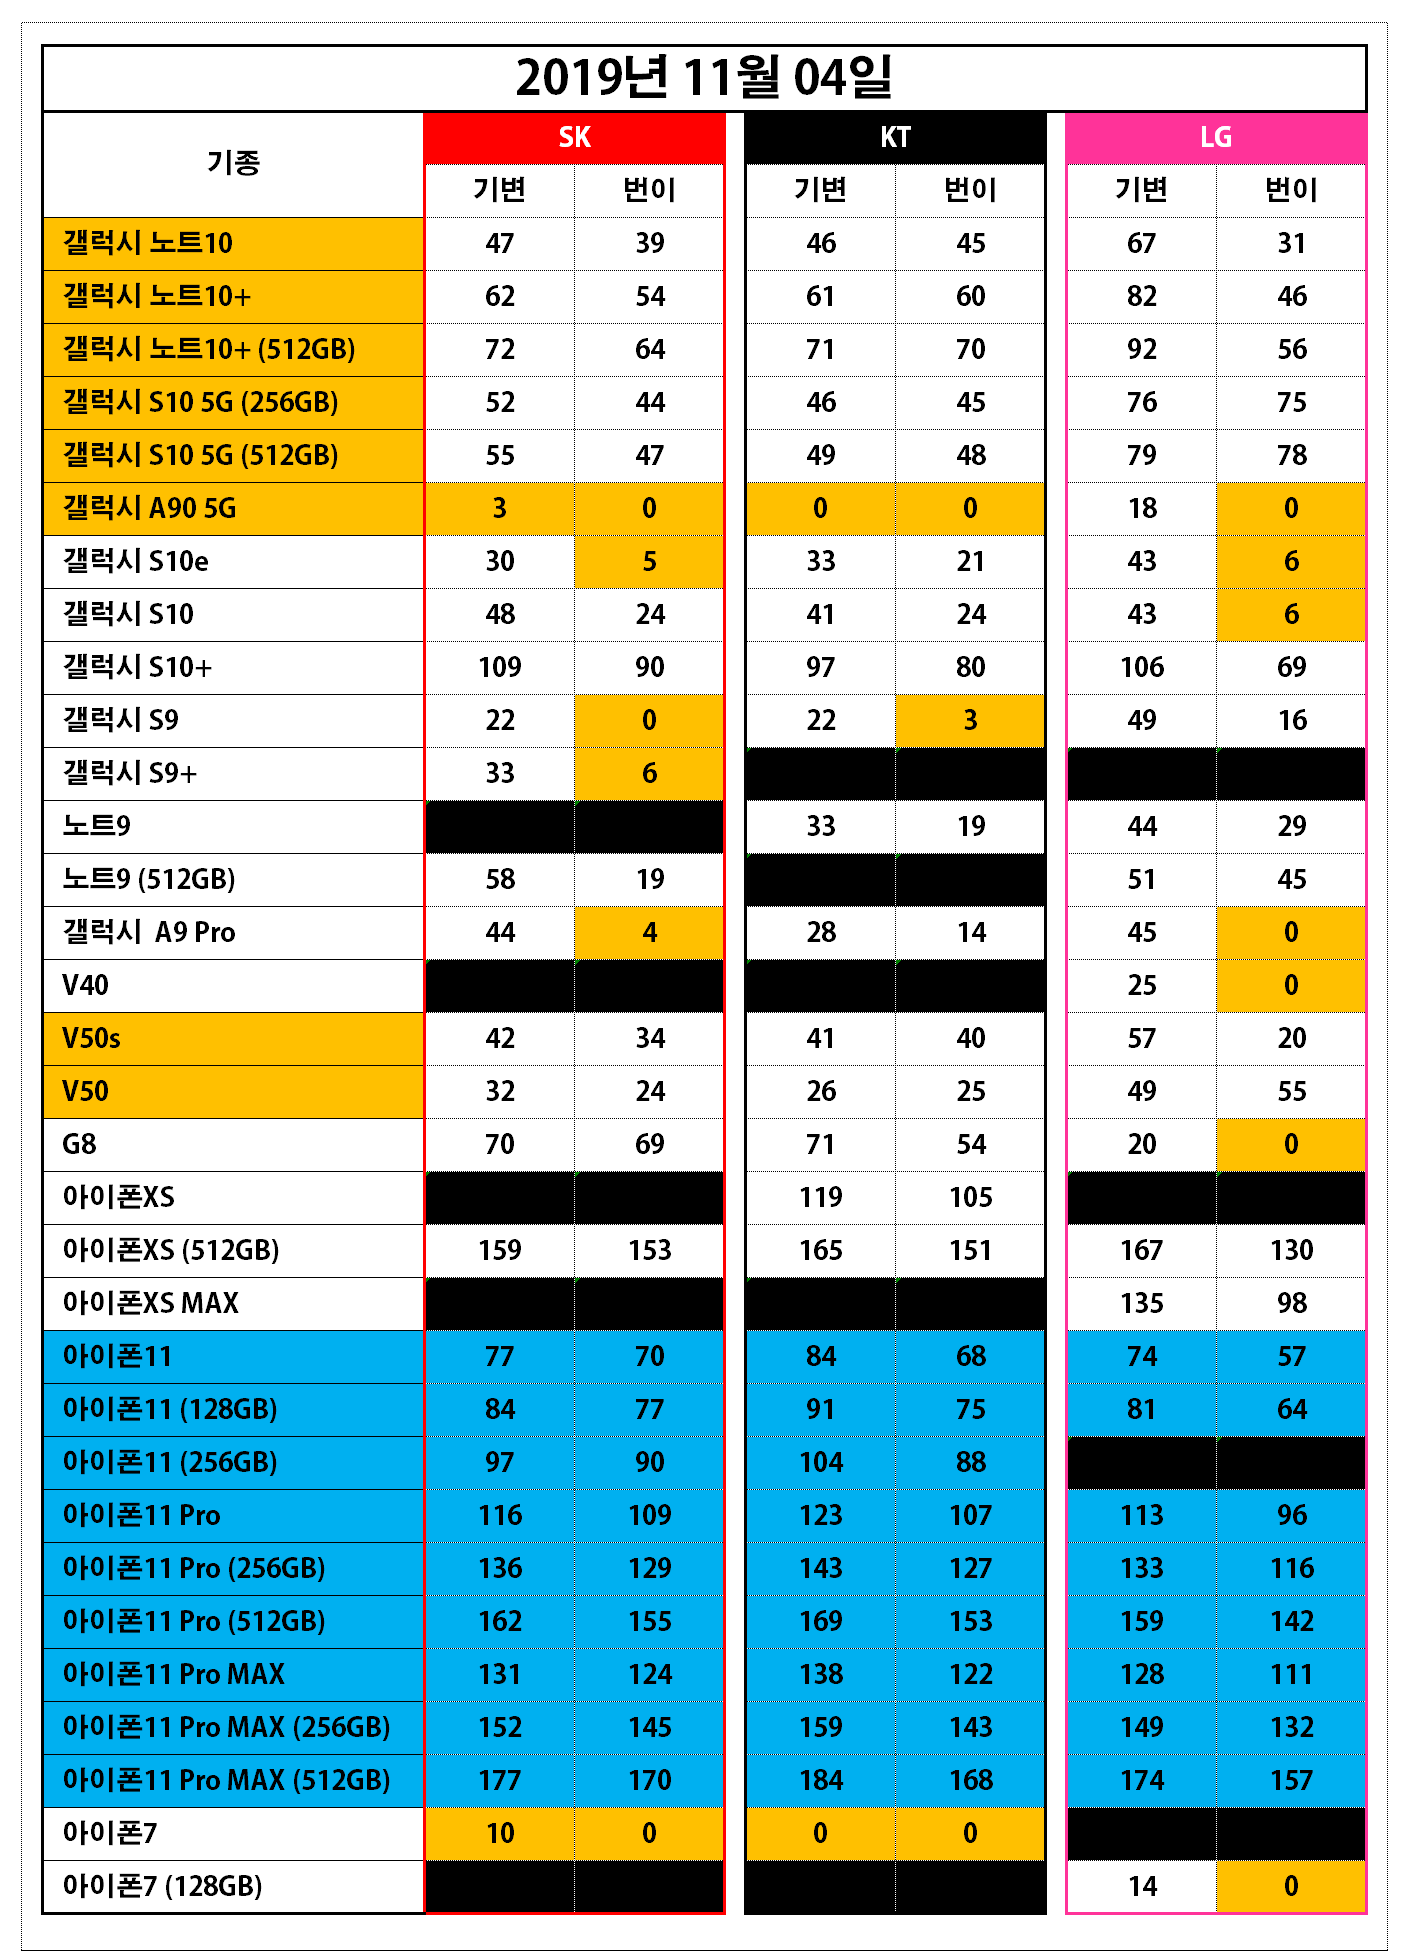 2019년 11월 04일
기종 SK KT LG
기변 번이 기변 번이 기변 번이
갤럭시 노트10 47 39 46 45 67 31
갤럭시 노트10+ 62 54 61 60 82 46
갤럭시 노트10+ (512GB) 72 64 71 70 92 56
갤럭시 S10 5G (256GB) 52 44 46 45 76 75
갤럭시 S10 5G (512GB) 55 47 49 48 79 78
갤럭시 A90 5G 3 0 0 0 18 0
갤럭시 S10e 30 5 33 21 43 6
갤럭시 S10 48 24 41 24 43 6
갤럭시 S10+ 109 90 97 80 106 69
갤럭시 S9 22 0 22 3 49 16
갤럭시 S9+ 33 6
노트9 33 19 44 29
노트9 (512GB) 58 19 51 45
갤럭시 A9 Pro 44 4 28 14 45 0
V40 25 0
V50s 42 34 41 40 57 20
V50 32 24 26 25 49 55
G8 70 69 71 54 20 0
아이폰XS 119 105
아이폰XS (512GB) 159 153 165 151 167 130
아이폰XS MAX 135 98
아이폰11 77 70 84 68 74 57
아이폰11 (128GB) 84 77 91 75 81 64
아이폰11 (256GB) 97 90 104 88
아이폰11 Pro 116 109 123 107 113 96
아이폰11 Pro (256GB) 136 129 143 127 133 116
아이폰11 Pro (512GB) 162 155 169 153 159 142
아이폰11 Pro MAX 131 124 138 122 128 111
아이폰11 Pro MAX (256GB) 152 145 159 143 149 132
아이폰11 Pro MAX (512GB) 177 170 184 168 174 157
아이폰7 10 0 0 0
아이폰7 (128GB) 14 0